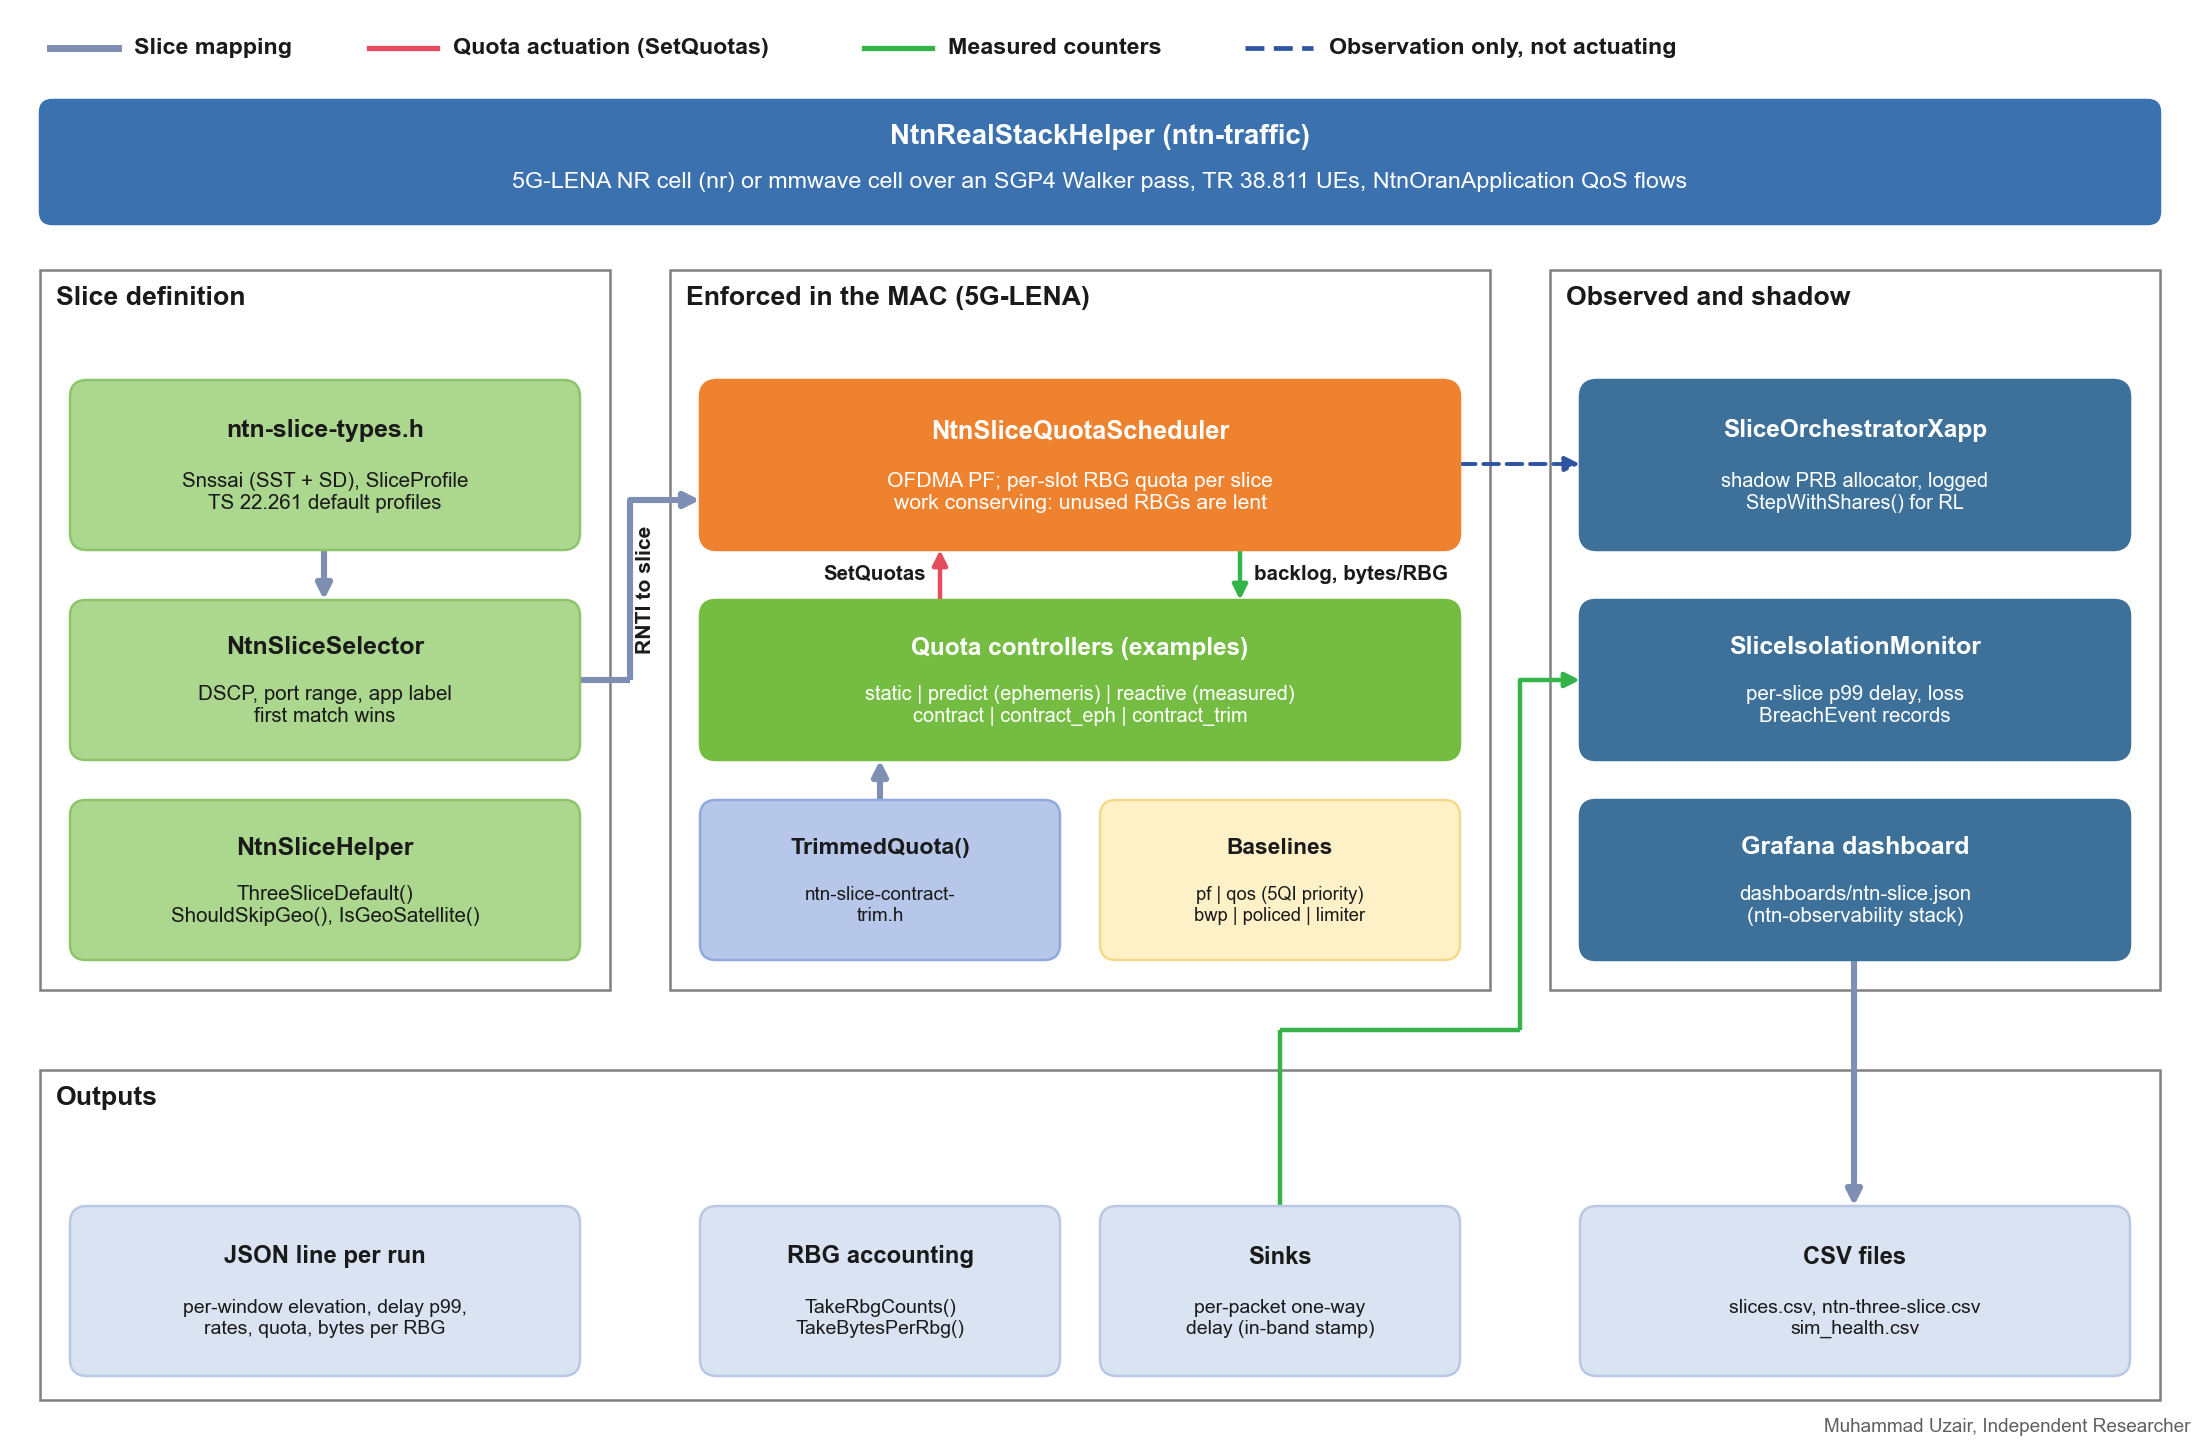 Slice mapping
Quota actuation (SetQuotas)
Measured counters
Observation only, not actuating
NtnRealStackHelper (ntn-traffic)
5G-LENA NR cell (nr) or mmwave cell over an SGP4 Walker pass, TR 38.811 UEs, NtnOranApplication QoS flows
Slice definition
ntn-slice-types.h
Snssai (SST + SD), SliceProfile
TS 22.261 default profiles
NtnSliceSelector
DSCP, port range, app label
first match wins
NtnSliceHelper
ThreeSliceDefault()
ShouldSkipGeo(), IsGeoSatellite()
RNTI to slice
Enforced in the MAC (5G-LENA)
NtnSliceQuotaScheduler
OFDMA PF; per-slot RBG quota per slice
work conserving: unused RBGs are lent
SetQuotas
backlog, bytes/RBG
Quota controllers (examples)
static | predict (ephemeris) | reactive (measured)
contract | contract_eph | contract_trim
TrimmedQuota()
ntn-slice-contract-
trim.h
Baselines
pf | qos (5QI priority)
bwp | policed | limiter
Observed and shadow
SliceOrchestratorXapp
shadow PRB allocator, logged
StepWithShares() for RL
SliceIsolationMonitor
per-slice p99 delay, loss
BreachEvent records
Grafana dashboard
dashboards/ntn-slice.json
(ntn-observability stack)
Outputs
JSON line per run
per-window elevation, delay p99,
rates, quota, bytes per RBG
RBG accounting
TakeRbgCounts()
TakeBytesPerRbg()
Sinks
per-packet one-way
delay (in-band stamp)
CSV files
slices.csv, ntn-three-slice.csv
sim_health.csv
Muhammad Uzair, Independent Researcher